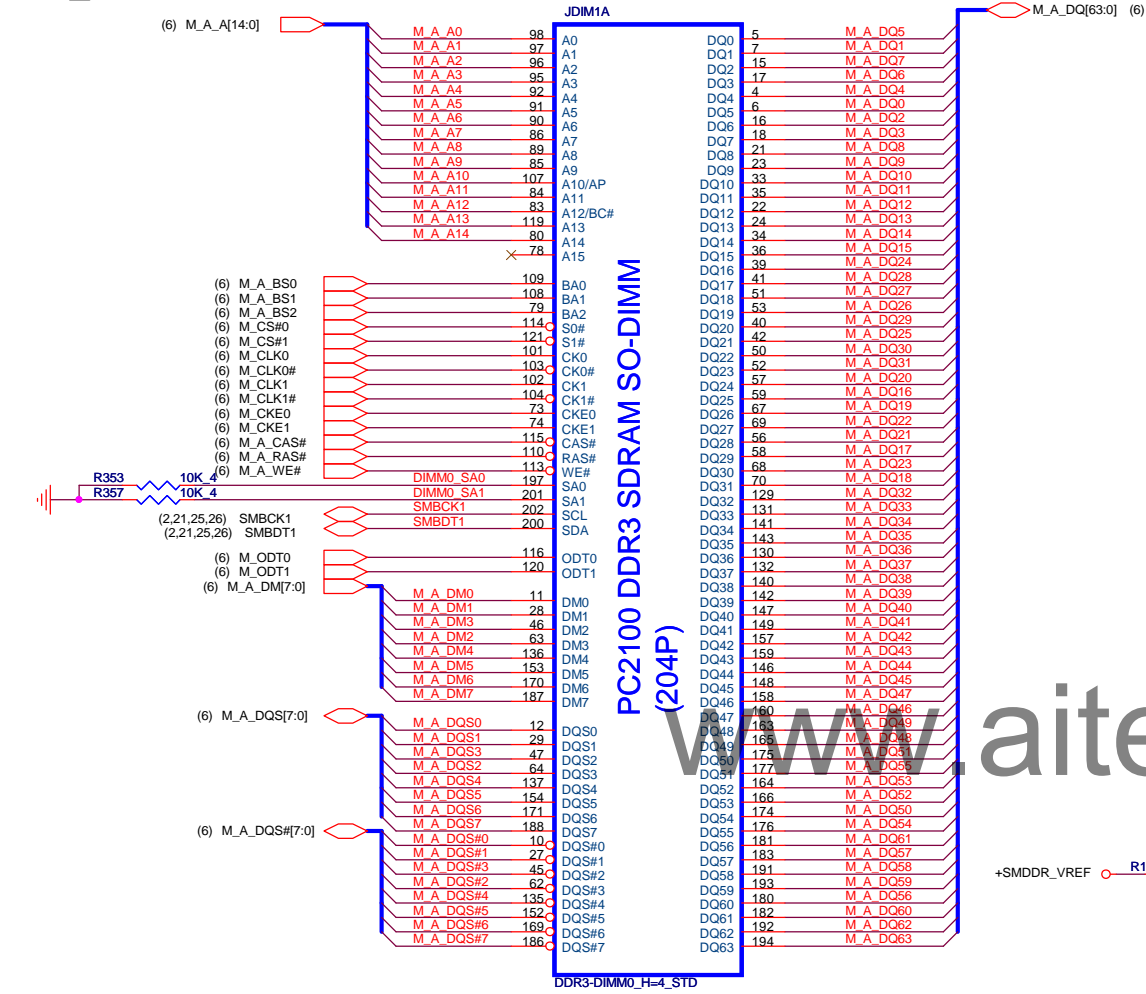 JDIM1A
(6) M_A_A[14:0]
M_A_A0 98 A0
M_A_A1 97 A1
M_A_A2 96 A2
M_A_A3 95 A3
M_A_A4 92 A4
M_A_A5 91 A5
M_A_A6 90 A6
M_A_A7 86 A7
M_A_A8 89 A8
M_A_A9 85 A9
M_A_A10 107 A10/AP
M_A_A11 84 A11
M_A_A12 83 A12/BC#
M_A_A13 119 A13
M_A_A14 80 A14
78 A15
(6) M_A_BS0 109 BA0
(6) M_A_BS1 108 BA1
(6) M_A_BS2 79 BA2
(6) M_CS#0 114 S0#
(6) M_CS#1 121 S1#
(6) M_CLK0 101 CK0
(6) M_CLK0# 103 CK0#
(6) M_CLK1 102 CK1
(6) M_CLK1# 104 CK1#
(6) M_CKE0 73 CKE0
(6) M_CKE1 74 CKE1
(6) M_A_CAS# 115 CAS#
(6) M_A_RAS# 110 RAS#
(6) M_A_WE# 113 WE#
R353 10K_4 DIMM0_SA0 197 SA0
R357 10K_4 DIMM0_SA1 201 SA1
(2,21,25,26) SMBCK1 SMBCK1 202 SCL
(2,21,25,26) SMBDT1 SMBDT1 200 SDA
(6) M_ODT0 116 ODT0
(6) M_ODT1 120 ODT1
(6) M_A_DM[7:0]
M_A_DM0 11 DM0
M_A_DM1 28 DM1
M_A_DM3 46 DM2
M_A_DM2 63 DM3
M_A_DM4 136 DM4
M_A_DM5 153 DM5
M_A_DM6 170 DM6
M_A_DM7 187 DM7
(6) M_A_DQS[7:0]
M_A_DQS0 12 DQS0
M_A_DQS1 29 DQS1
M_A_DQS3 47 DQS2
M_A_DQS2 64 DQS3
M_A_DQS4 137 DQS4
M_A_DQS5 154 DQS5
M_A_DQS6 171 DQS6
M_A_DQS7 188 DQS7
(6) M_A_DQS#[7:0]
M_A_DQS#0 10 DQS#0
M_A_DQS#1 27 DQS#1
M_A_DQS#3 45 DQS#2
M_A_DQS#2 62 DQS#3
M_A_DQS#4 135 DQS#4
M_A_DQS#5 152 DQS#5
M_A_DQS#6 169 DQS#6
M_A_DQS#7 186 DQS#7
PC2100 DDR3 SDRAM SO-DIMM
(204P)
M_A_DQ[63:0] (6)
DQ0 5 M_A_DQ5
DQ1 7 M_A_DQ1
DQ2 15 M_A_DQ7
DQ3 17 M_A_DQ6
DQ4 4 M_A_DQ4
DQ5 6 M_A_DQ0
DQ6 16 M_A_DQ2
DQ7 18 M_A_DQ3
DQ8 21 M_A_DQ8
DQ9 23 M_A_DQ9
DQ10 33 M_A_DQ10
DQ11 35 M_A_DQ11
DQ12 22 M_A_DQ12
DQ13 24 M_A_DQ13
DQ14 34 M_A_DQ14
DQ15 36 M_A_DQ15
DQ16 39 M_A_DQ24
DQ17 41 M_A_DQ28
DQ18 51 M_A_DQ27
DQ19 53 M_A_DQ26
DQ20 40 M_A_DQ29
DQ21 42 M_A_DQ25
DQ22 50 M_A_DQ30
DQ23 52 M_A_DQ31
DQ24 57 M_A_DQ20
DQ25 59 M_A_DQ16
DQ26 67 M_A_DQ19
DQ27 69 M_A_DQ22
DQ28 56 M_A_DQ21
DQ29 58 M_A_DQ17
DQ30 68 M_A_DQ23
DQ31 70 M_A_DQ18
DQ32 129 M_A_DQ32
DQ33 131 M_A_DQ33
DQ34 141 M_A_DQ34
DQ35 143 M_A_DQ35
DQ36 130 M_A_DQ36
DQ37 132 M_A_DQ37
DQ38 140 M_A_DQ38
DQ39 142 M_A_DQ39
DQ40 147 M_A_DQ40
DQ41 149 M_A_DQ41
DQ42 157 M_A_DQ42
DQ43 159 M_A_DQ43
DQ44 146 M_A_DQ44
DQ45 148 M_A_DQ45
DQ46 158 M_A_DQ47
DQ47 160 M_A_DQ46
DQ48 163 M_A_DQ49
DQ49 165 M_A_DQ48
DQ50 175 M_A_DQ51
DQ51 177 M_A_DQ55
DQ52 164 M_A_DQ53
DQ53 166 M_A_DQ52
DQ54 174 M_A_DQ50
DQ55 176 M_A_DQ54
DQ56 181 M_A_DQ61
DQ57 183 M_A_DQ57
DQ58 191 M_A_DQ58
DQ59 193 M_A_DQ59
DQ60 180 M_A_DQ56
DQ61 182 M_A_DQ60
DQ62 192 M_A_DQ62
DQ63 194 M_A_DQ63
www.aite
+SMDDR_VREF R1
DDR3-DIMM0_H=4_STD